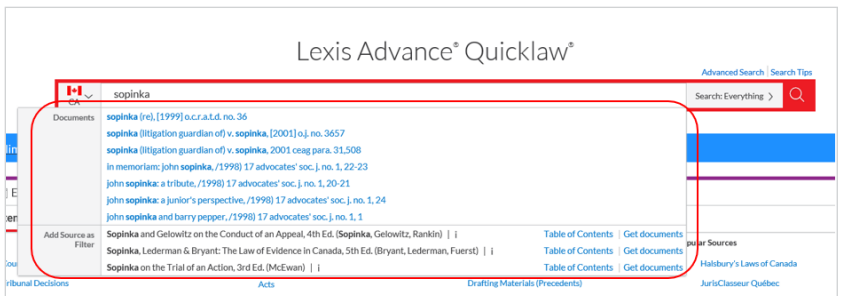 Lexis Advance® Quicklaw®
Advanced Search | Search Tips
CA
sopinka
Search: Everything
Documents
sopinka (re), [1999] o.c.r.a.t.d. no. 36
sopinka (litigation guardian of) v. sopinka, [2001] o.j. no. 3657
sopinka (litigation guardian of) v. sopinka, 2001 ceag para. 31,508
in memoriam: john sopinka, /1998) 17 advocates' soc. j. no. 1, 22-23
john sopinka: a tribute, /1998) 17 advocates' soc. j. no. 1, 20-21
john sopinka: a junior's perspective, /1998) 17 advocates' soc. j. no. 1, 24
john sopinka and barry pepper, /1998) 17 advocates' soc. j. no. 1, 1
Add Source as
Filter
Sopinka and Gelowitz on the Conduct of an Appeal, 4th Ed. (Sopinka, Gelowitz, Rankin) | i Table of Contents | Get documents
Sopinka, Lederman & Bryant: The Law of Evidence in Canada, 5th Ed. (Bryant, Lederman, Fuerst) | i Table of Contents | Get documents
Sopinka on the Trial of an Action, 3rd Ed. (McEwan) | i Table of Contents | Get documents
pular Sources
Halsbury's Laws of Canada
ribunal Decisions
Acts
Drafting Materials (Precedents)
JurisClasseur Québec